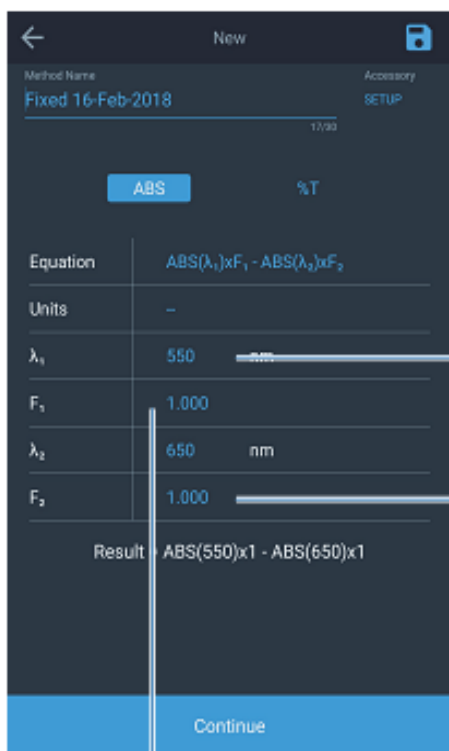 New
Method Name
Accessory
Fixed 16-Feb-2018
SETUP
17/30
ABS %T
Equation ABS(λ₁)xF₁ - ABS(λ₂)xF₂
Units –
λ₁ 550 nm
F₁ 1.000
λ₂ 650 nm
F₂ 1.000
Result ABS(550)x1 - ABS(650)x1
Continue